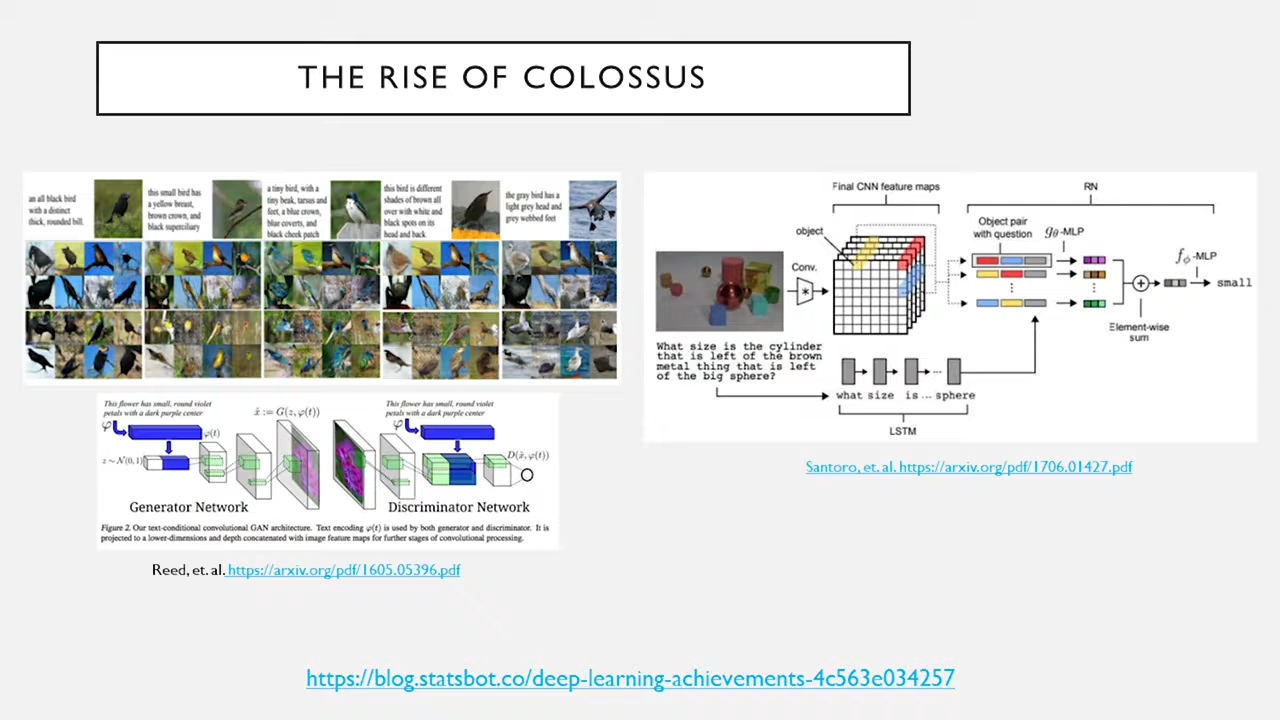 THE RISE OF COLOSSUS
an all black bird
with a distinct
thick, rounded bill.
this small bird has
a yellow breast,
brown crown, and
black superciliary
a tiny bird, with a
tiny beak, tarsus and
feet, a blue crown,
blue coverts, and
black cheek patch
this bird is different
shades of brown all
over with white and
black spots on its
head and back
the gray bird has a
light grey head and
grey webbed feet
This flower has small, round violet
petals with a dark purple center
φ
φ(t)
z ~ N(0,1)
x̂ := G(z, φ(t))
Generator Network
This flower has small, round violet
petals with a dark purple center
φ
D(x̂, φ(t))
Discriminator Network
Figure 2. Our text-conditional convolutional GAN architecture. Text encoding φ(t) is used by both generator and discriminator. It is
projected to a lower-dimensions and depth concatenated with image feature maps for further stages of convolutional processing.
Reed, et. al. https://arxiv.org/pdf/1605.05396.pdf
Final CNN feature maps
RN
object
Object pair
with question
gθ-MLP
fϕ-MLP
Conv.
*
+
small
Element-wise
sum
What size is the cylinder
that is left of the brown
metal thing that is left
of the big sphere?
what size is ... sphere
LSTM
Santoro, et. al. https://arxiv.org/pdf/1706.01427.pdf
https://blog.statsbot.co/deep-learning-achievements-4c563e034257